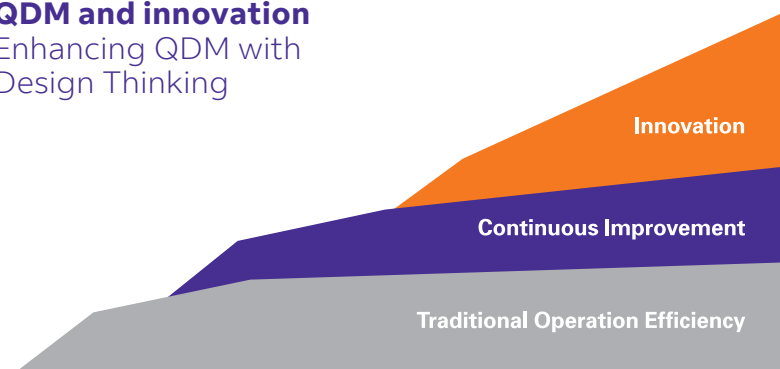 QDM and innovation
Enhancing QDM with
Design Thinking
Innovation
Continuous Improvement
Traditional Operation Efficiency